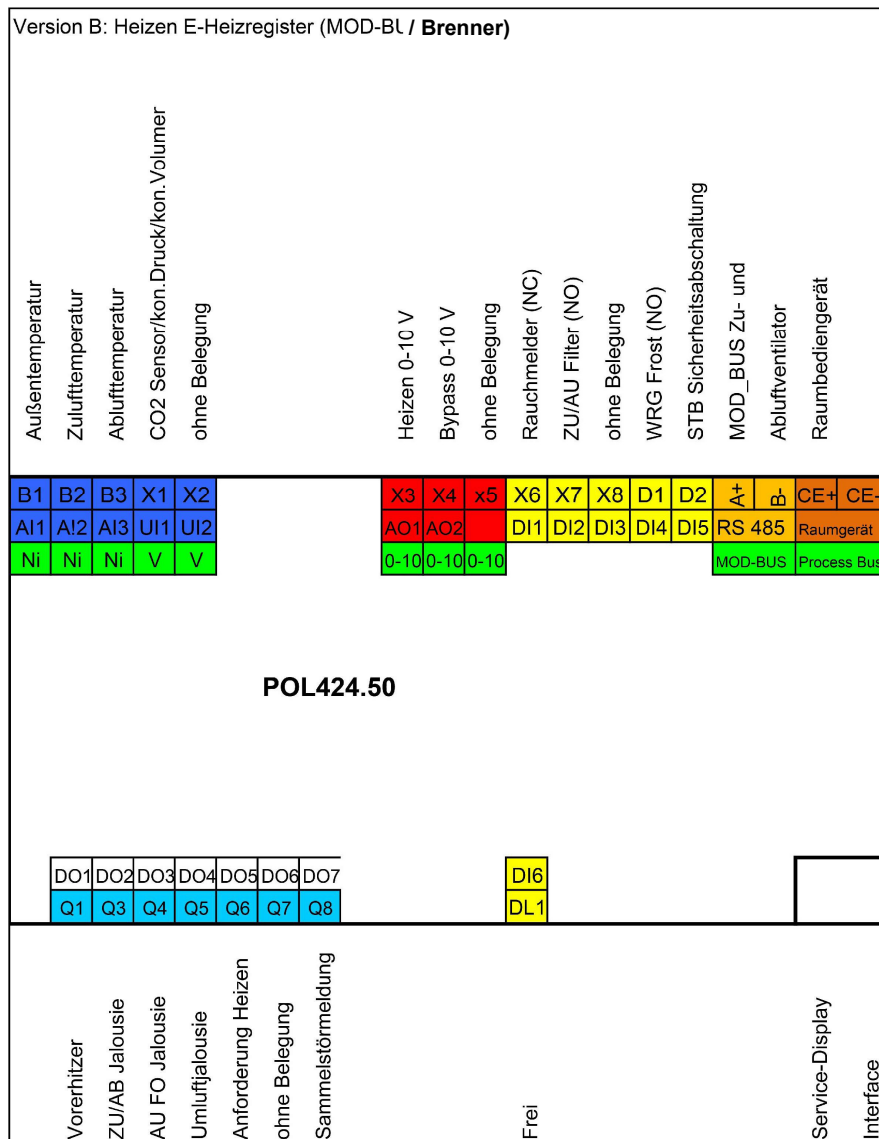 Version B: Heizen E-Heizregister (MOD-BU / Brenner)
Außentemperatur
Zulufttemperatur
Ablufttemperatur
CO2 Sensor/kon.Druck/kon.Volumer
ohne Belegung
Heizen 0-10 V
Bypass 0-10 V
ohne Belegung
Rauchmelder (NC)
ZU/AU Filter (NO)
ohne Belegung
WRG Frost (NO)
STB Sicherheitsabschaltung
MOD_BUS Zu- und
Abluftventilator
Raumbediengerät
B1 B2 B3 X1 X2 X3 X4 x5 X6 X7 X8 D1 D2 A+ B- CE+ CE-
AI1 A!2 AI3 UI1 UI2 AO1 AO2 DI1 DI2 DI3 DI4 DI5 RS 485 Raumgerät
Ni Ni Ni V V 0-10 0-10 0-10 MOD-BUS Process Bus
POL424.50
DO1 DO2 DO3 DO4 DO5 DO6 DO7 DI6
Q1 Q3 Q4 Q5 Q6 Q7 Q8 DL1
Vorerhitzer
ZU/AB Jalousie
AU FO Jalousie
Umluftjalousie
Anforderung Heizen
ohne Belegung
Sammelstörmeldung
Frei
Service-Display
Interface